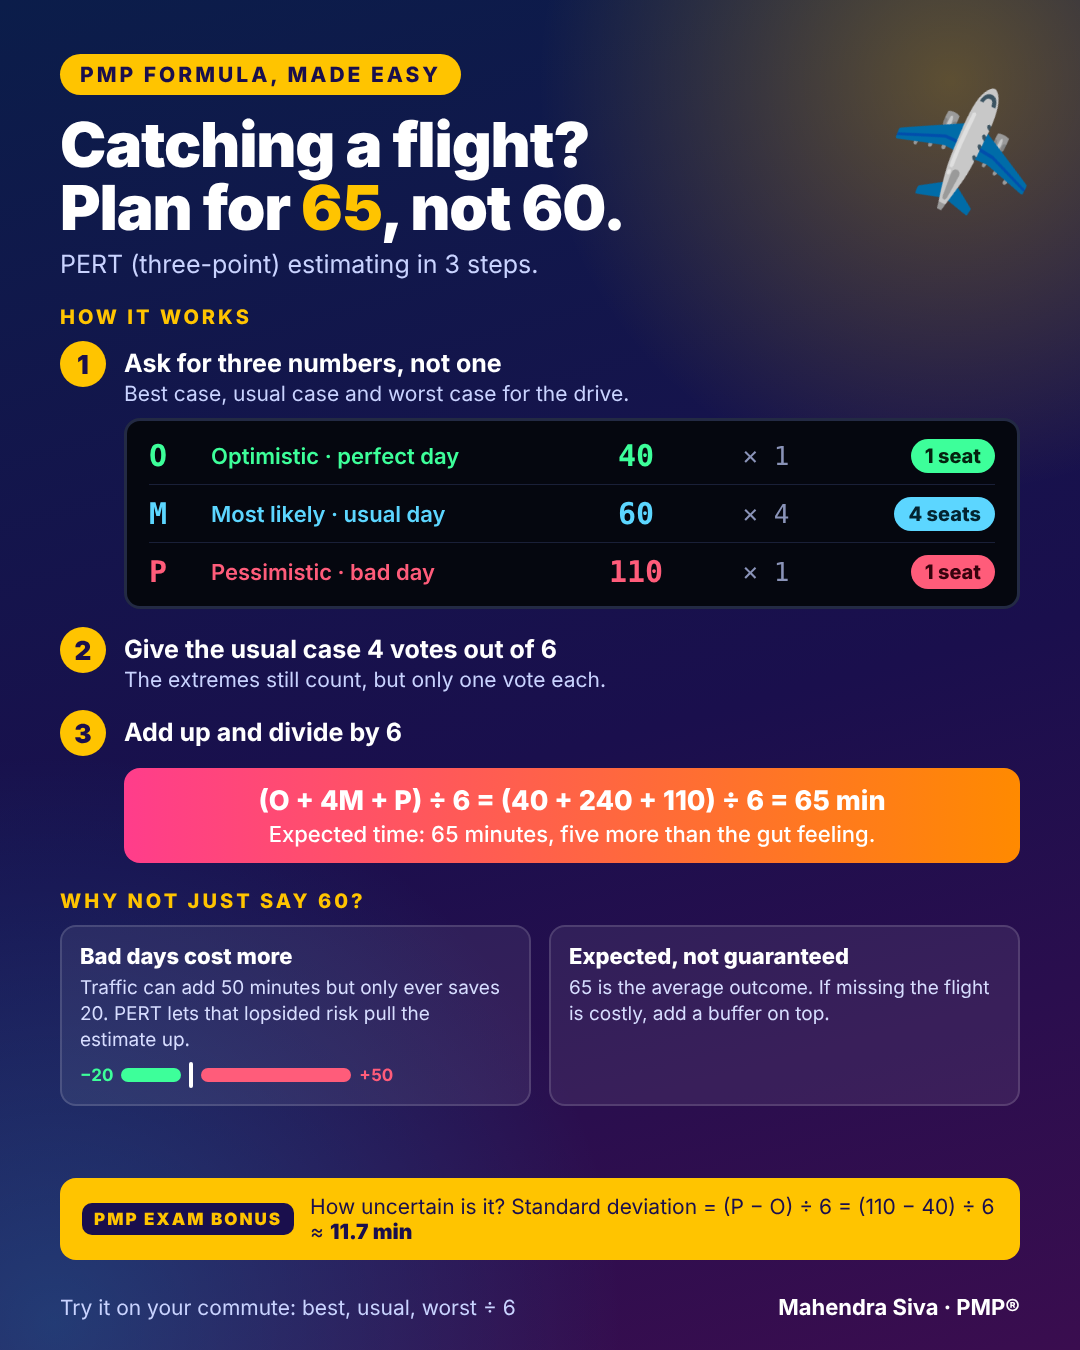 PMP FORMULA, MADE EASY
Catching a flight?
Plan for 65, not 60.
PERT (three-point) estimating in 3 steps.
HOW IT WORKS
1 Ask for three numbers, not one
Best case, usual case and worst case for the drive.
O Optimistic · perfect day 40 × 1 1 seat
M Most likely · usual day 60 × 4 4 seats
P Pessimistic · bad day 110 × 1 1 seat
2 Give the usual case 4 votes out of 6
The extremes still count, but only one vote each.
3 Add up and divide by 6
(O + 4M + P) ÷ 6 = (40 + 240 + 110) ÷ 6 = 65 min
Expected time: 65 minutes, five more than the gut feeling.
WHY NOT JUST SAY 60?
Bad days cost more
Traffic can add 50 minutes but only ever saves
20. PERT lets that lopsided risk pull the
estimate up.
−20 +50
Expected, not guaranteed
65 is the average outcome. If missing the flight
is costly, add a buffer on top.
PMP EXAM BONUS
How uncertain is it? Standard deviation = (P − O) ÷ 6 = (110 − 40) ÷ 6
≈ 11.7 min
Try it on your commute: best, usual, worst ÷ 6
Mahendra Siva · PMP®